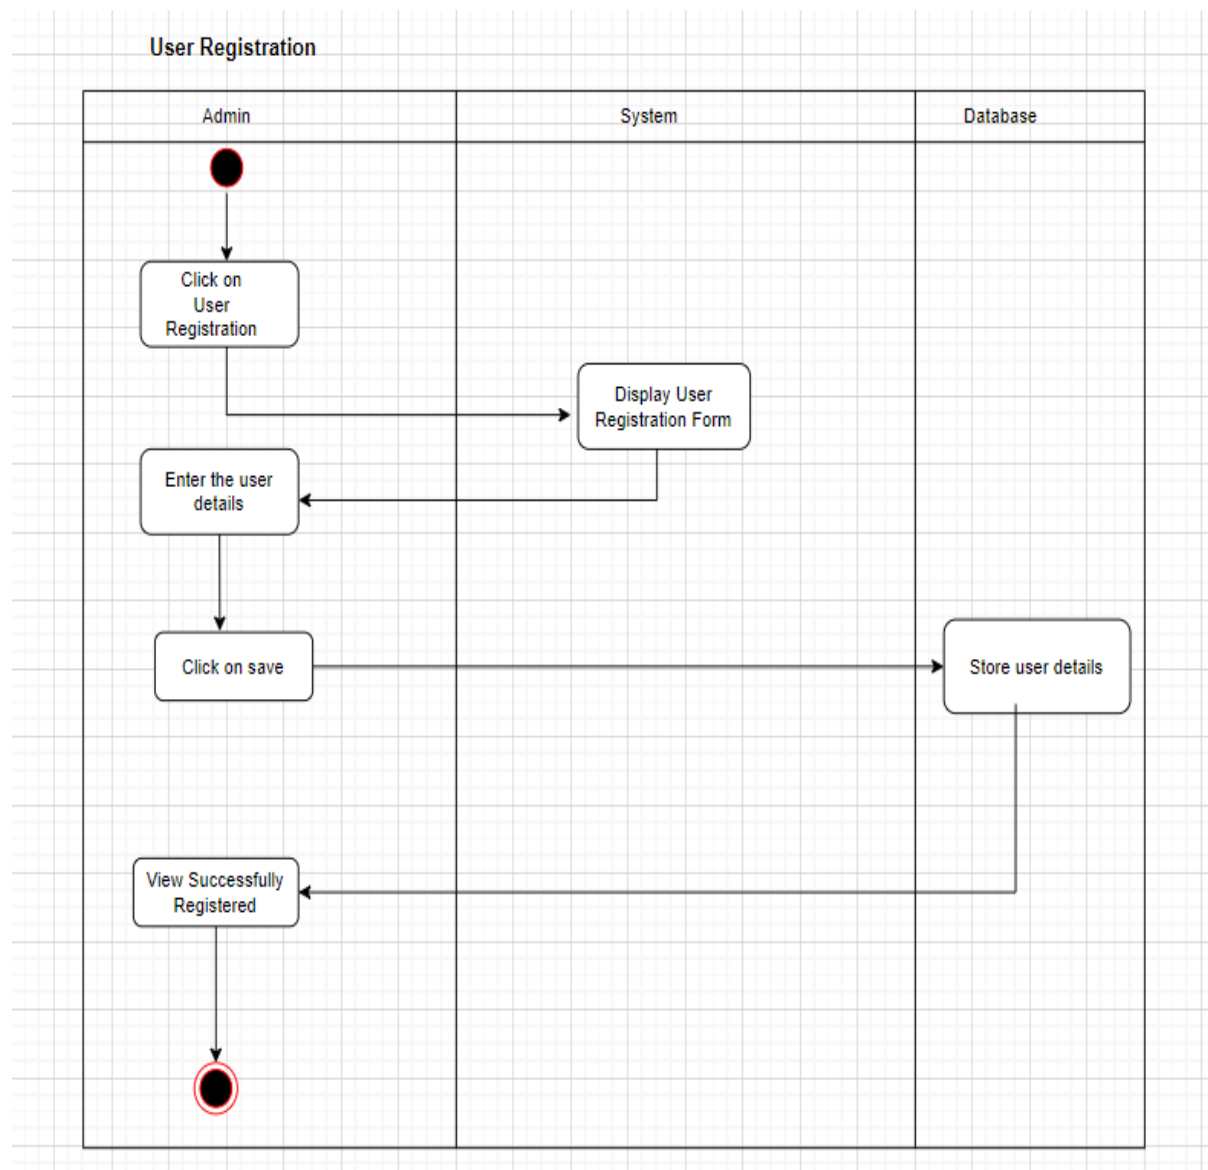 User Registration
Admin
System
Database
Click on
User
Registration
Display User
Registration Form
Enter the user
details
Click on save
Store user details
View Successfully
Registered